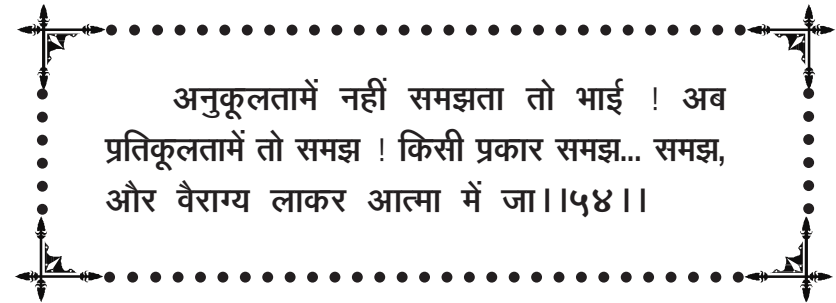 अनुकूलतामें नहीं समझता तो भाई ! अब
प्रतिकूलतामें तो समझ ! किसी प्रकार समझ... समझ,
और वैराग्य लाकर आत्मा में जा।।५४।।